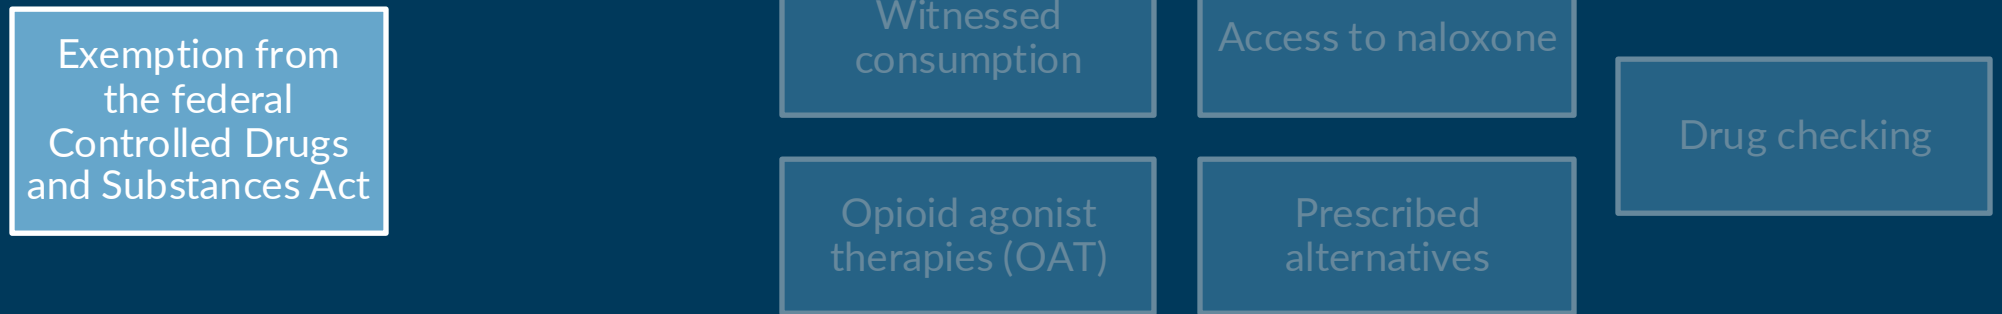 Exemption from
the federal
Controlled Drugs
and Substances Act
Witnessed
consumption
Access to naloxone
Drug checking
Opioid agonist
therapies (OAT)
Prescribed
alternatives